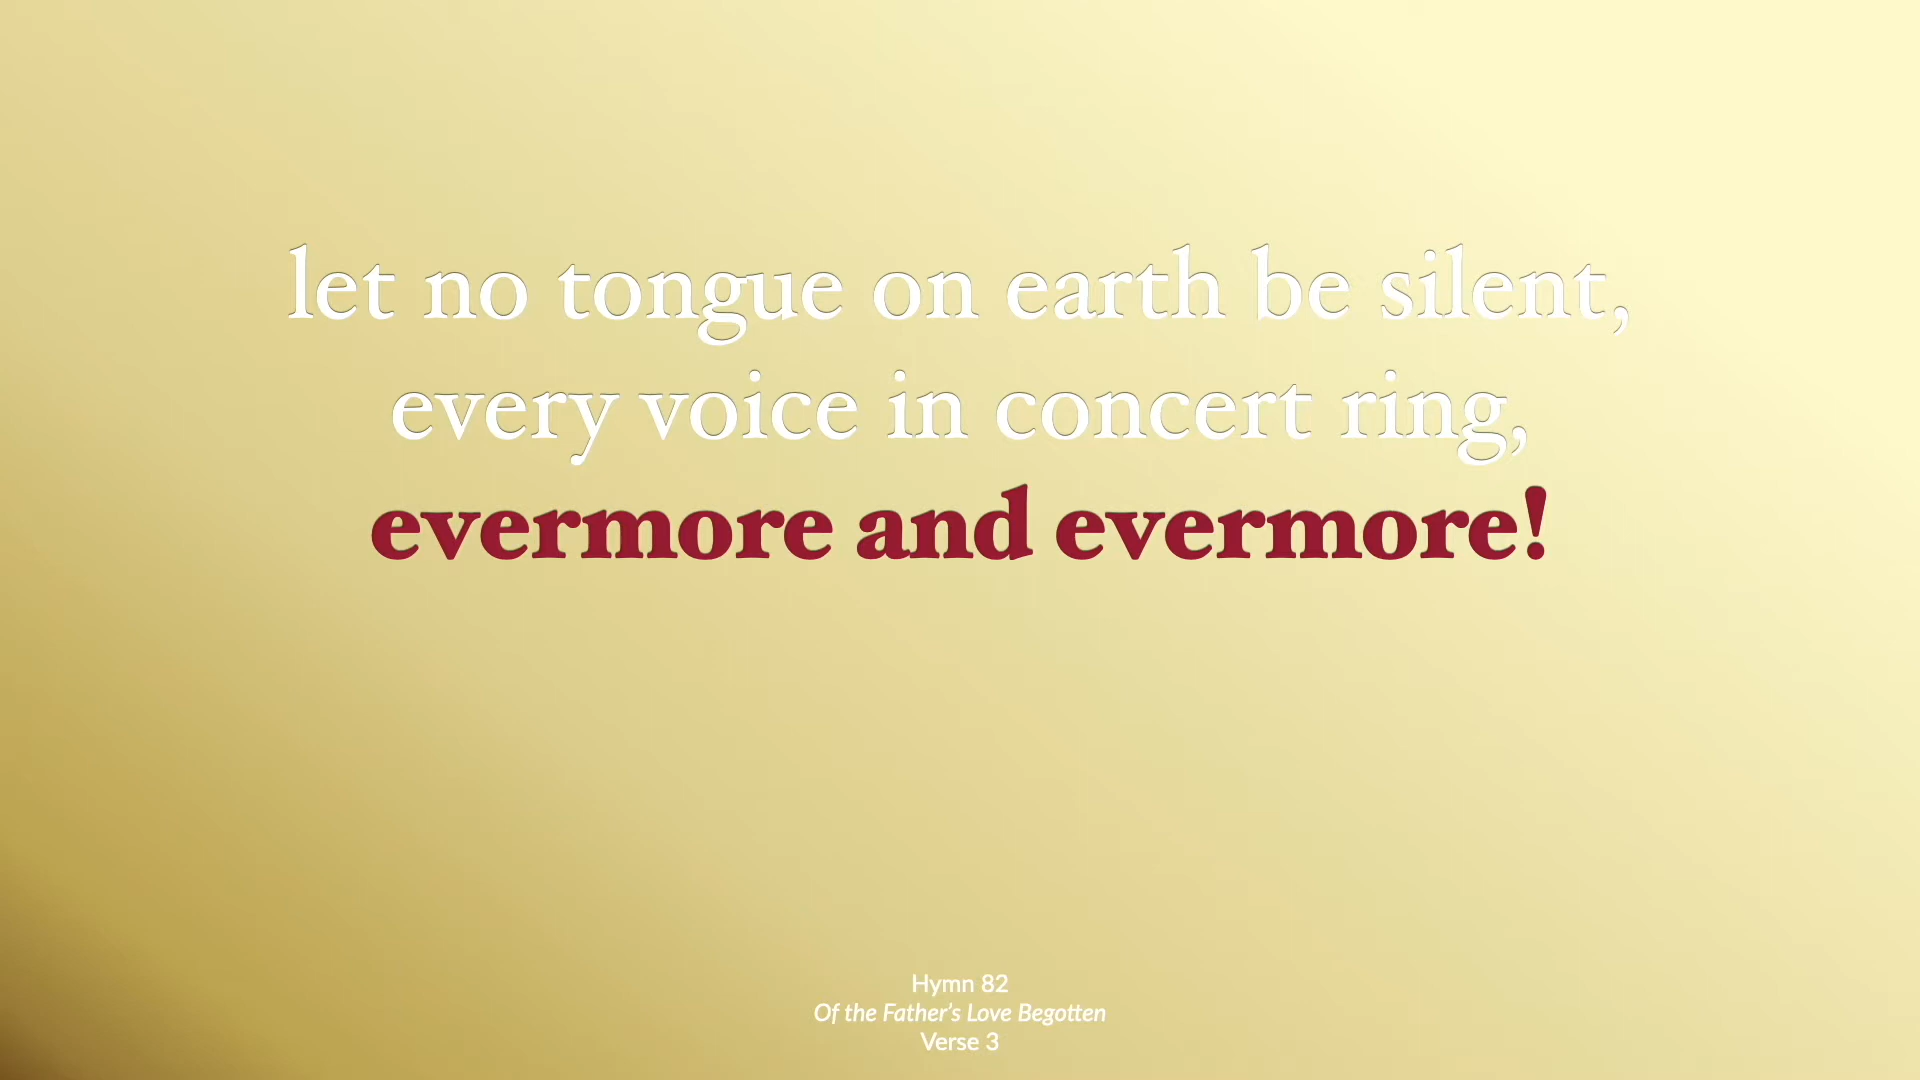 let no tongue on earth be silent,
every voice in concert ring,
evermore and evermore!
Hymn 82
Of the Father’s Love Begotten
Verse 3